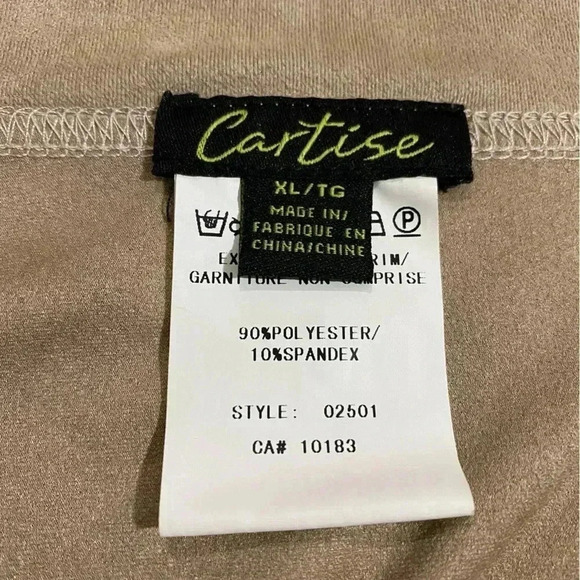 Cartise
XL/TG
MADE IN/
FABRIQUE EN
CHINA/CHINE
P
GARNITURE NON COMPRISE
90%POLYESTER/
10%SPANDEX
STYLE: 02501
CA# 10183